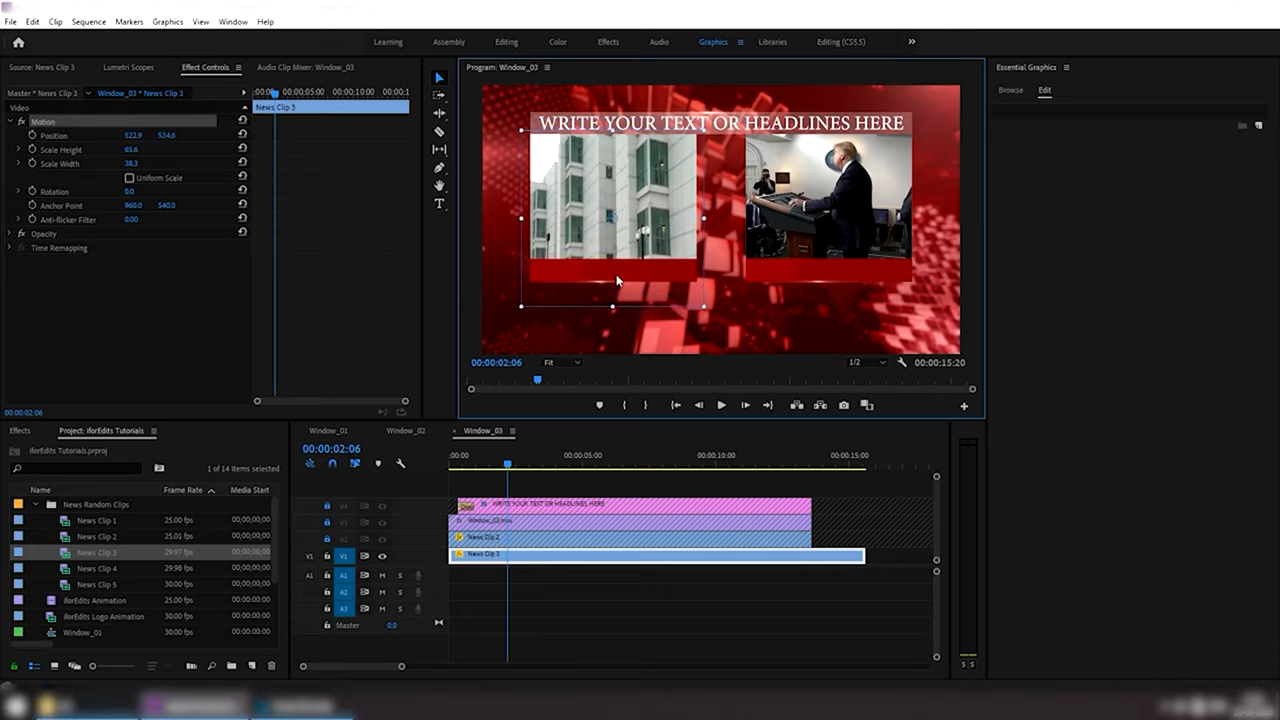 File Edit Clip Sequence Markers Graphics View Window Help
Learning Assembly Editing Color Effects Audio Graphics Libraries Editing (CS5.5)
Source: News Clip 3 Lumetri Scopes Effect Controls Audio Clip Mixer: Window_03
Program: Window_03
Essential Graphics
Browse Edit
Master * News Clip 3 Window_03 * News Clip 3
:00:00 00:00:05:00 00:00:10:00 00:00:1
Video
News Clip 3
fx Motion
Position 522.9 534.6
Scale Height 65.6
Scale Width 38.3
Uniform Scale
Rotation 0.0
Anchor Point 960.0 540.0
Anti-flicker Filter 0.00
fx Opacity
Time Remapping
00:00:02:06
WRITE YOUR TEXT OR HEADLINES HERE
00:00:02:06 Fit 1/2 00:00:15:20
Effects Project: iforEdits Tutorials
iforEdits Tutorials.prproj
1 of 14 items selected
Name Frame Rate Media Start
News Random Clips
News Clip 1 25.00 fps 00;00;00;00
News Clip 2 25.01 fps 00;00;00;00
News Clip 3 29.97 fps 00;00;00;00
News Clip 4 29.98 fps 00;00;00;00
News Clip 5 30.00 fps 00;00;00;00
iforEdits Animation 25.00 fps 00:00:00:00
iforEdits Logo Animation 30.00 fps 00:00:00:00
Window_01 30.00 fps 00:00:00:00
Window_01 Window_02 Window_03
00:00:02:06
:00:00 00:00:05:00 00:00:10:00 00:00:15:00
V4 WRITE YOUR TEXT OR HEADLINES HERE
V3 Window_03.mov
V2 News Clip 2
V1 V1 News Clip 3
A1 A1 M S
A2 M S
A3 M S
Master 0.0
S S